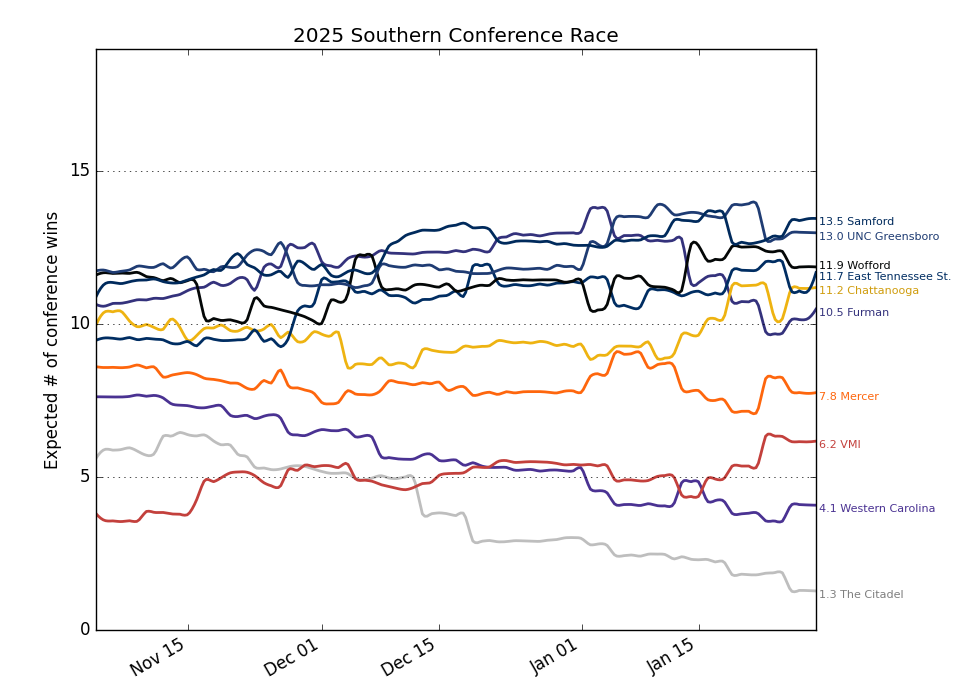 2025 Southern Conference Race
Expected # of conference wins
15
10
5
0
13.5 Samford
13.0 UNC Greensboro
11.9 Wofford
11.7 East Tennessee St.
11.2 Chattanooga
10.5 Furman
7.8 Mercer
6.2 VMI
4.1 Western Carolina
1.3 The Citadel
Nov 15
Dec 01
Dec 15
Jan 01
Jan 15